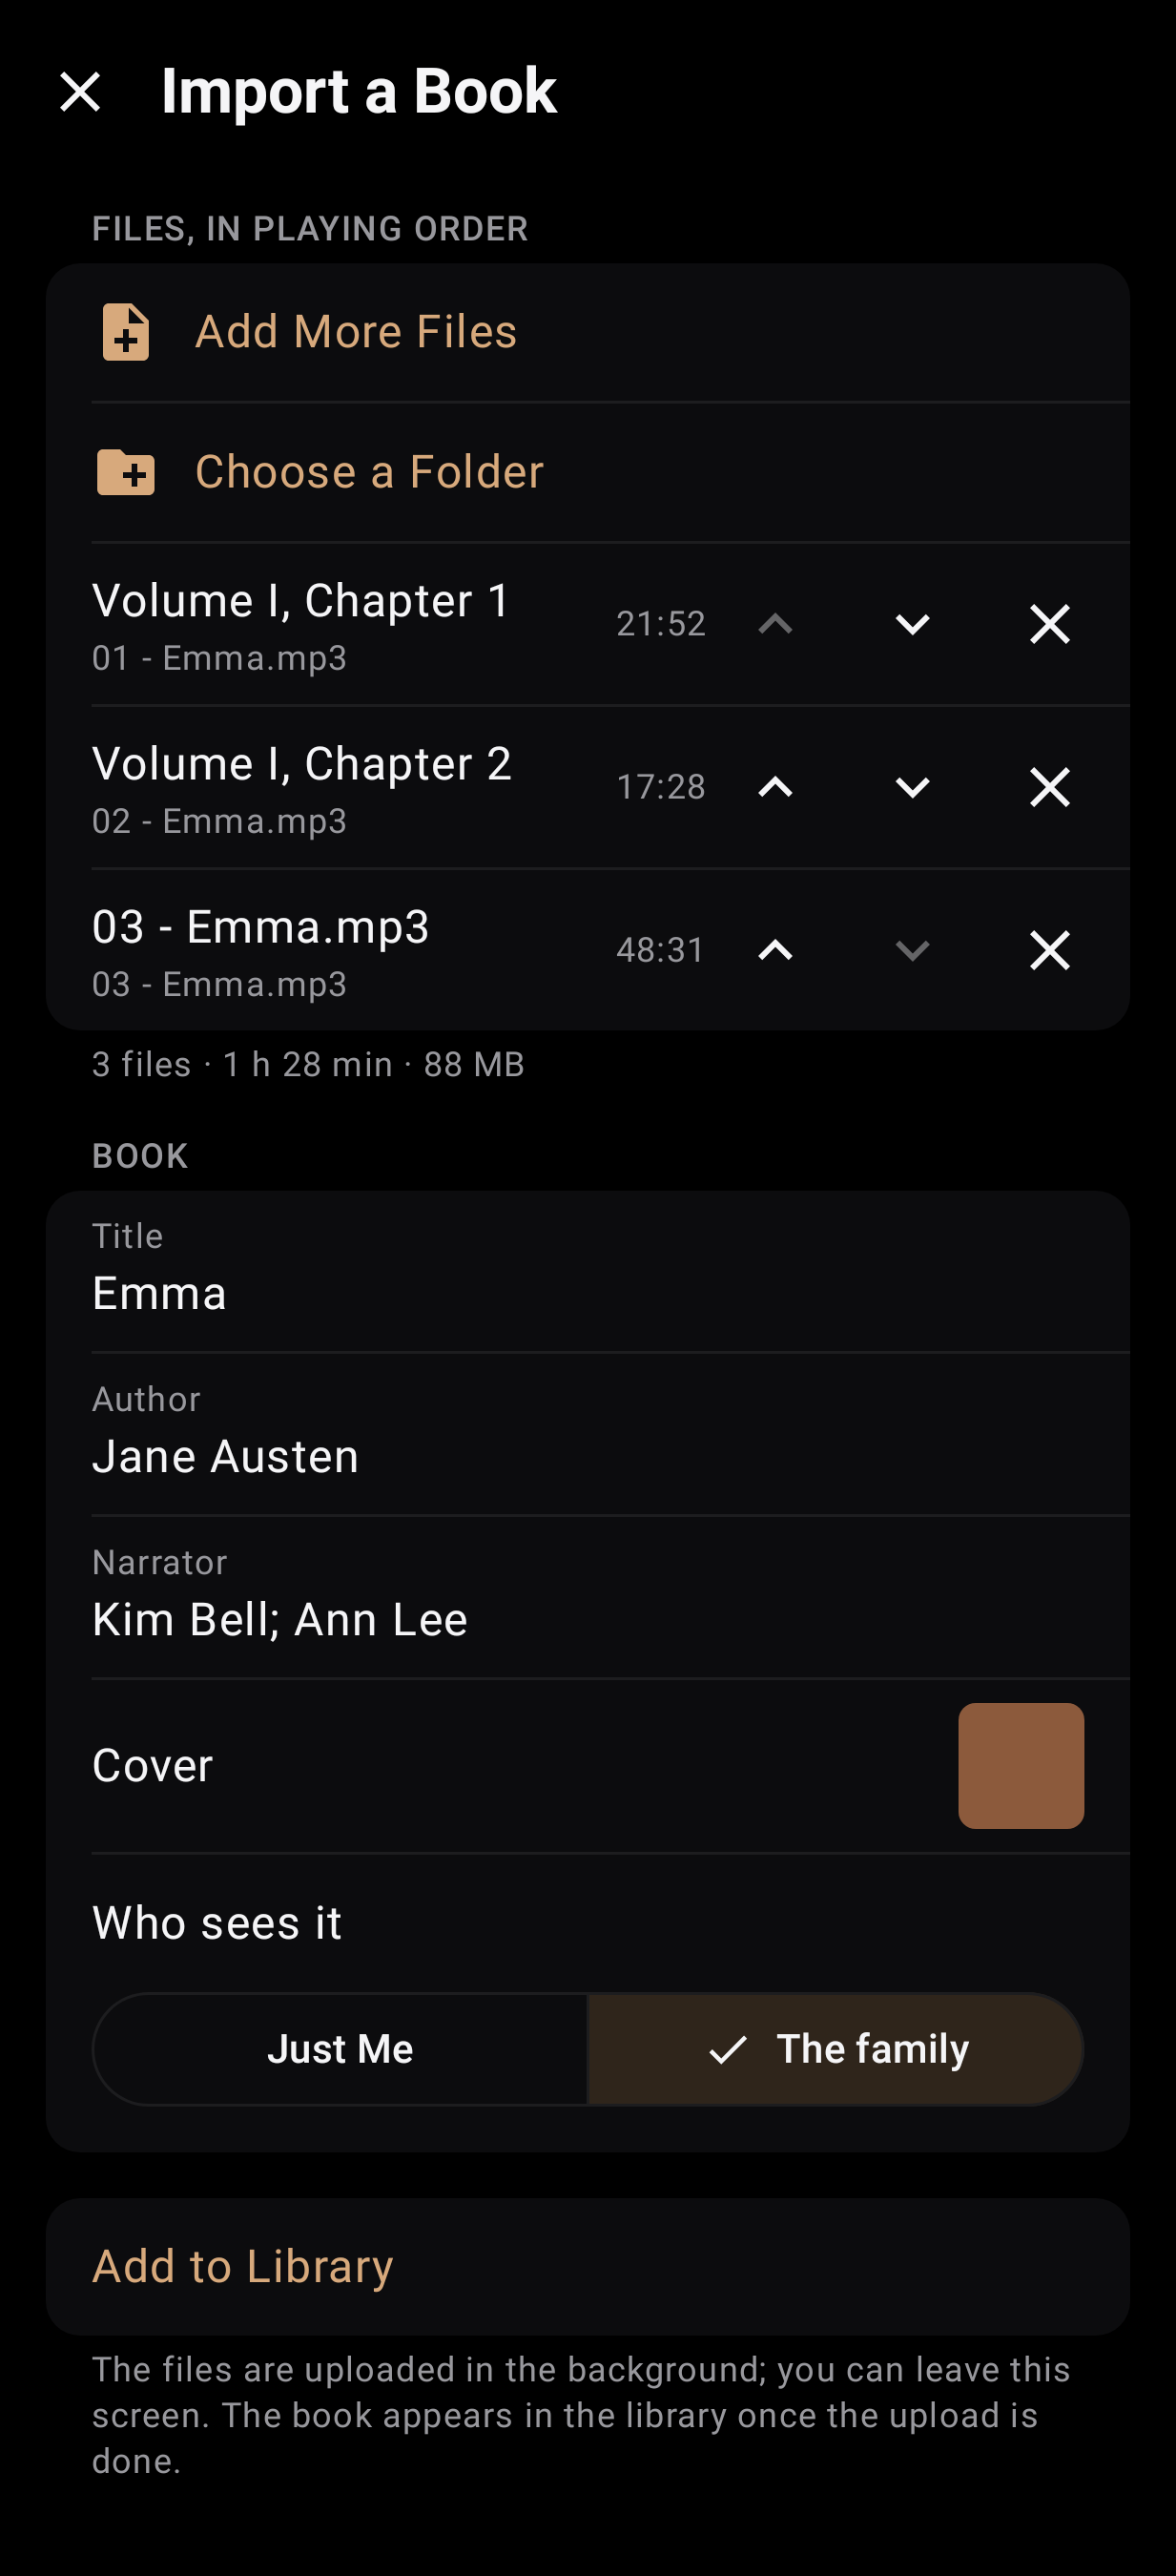 Import a Book
FILES, IN PLAYING ORDER
Add More Files
Choose a Folder
Volume I, Chapter 1
01 - Emma.mp3
21:52
Volume I, Chapter 2
02 - Emma.mp3
17:28
03 - Emma.mp3
03 - Emma.mp3
48:31
3 files · 1 h 28 min · 88 MB
BOOK
Title
Emma
Author
Jane Austen
Narrator
Kim Bell; Ann Lee
Cover
Who sees it
Just Me
The family
Add to Library
The files are uploaded in the background; you can leave this
screen. The book appears in the library once the upload is
done.